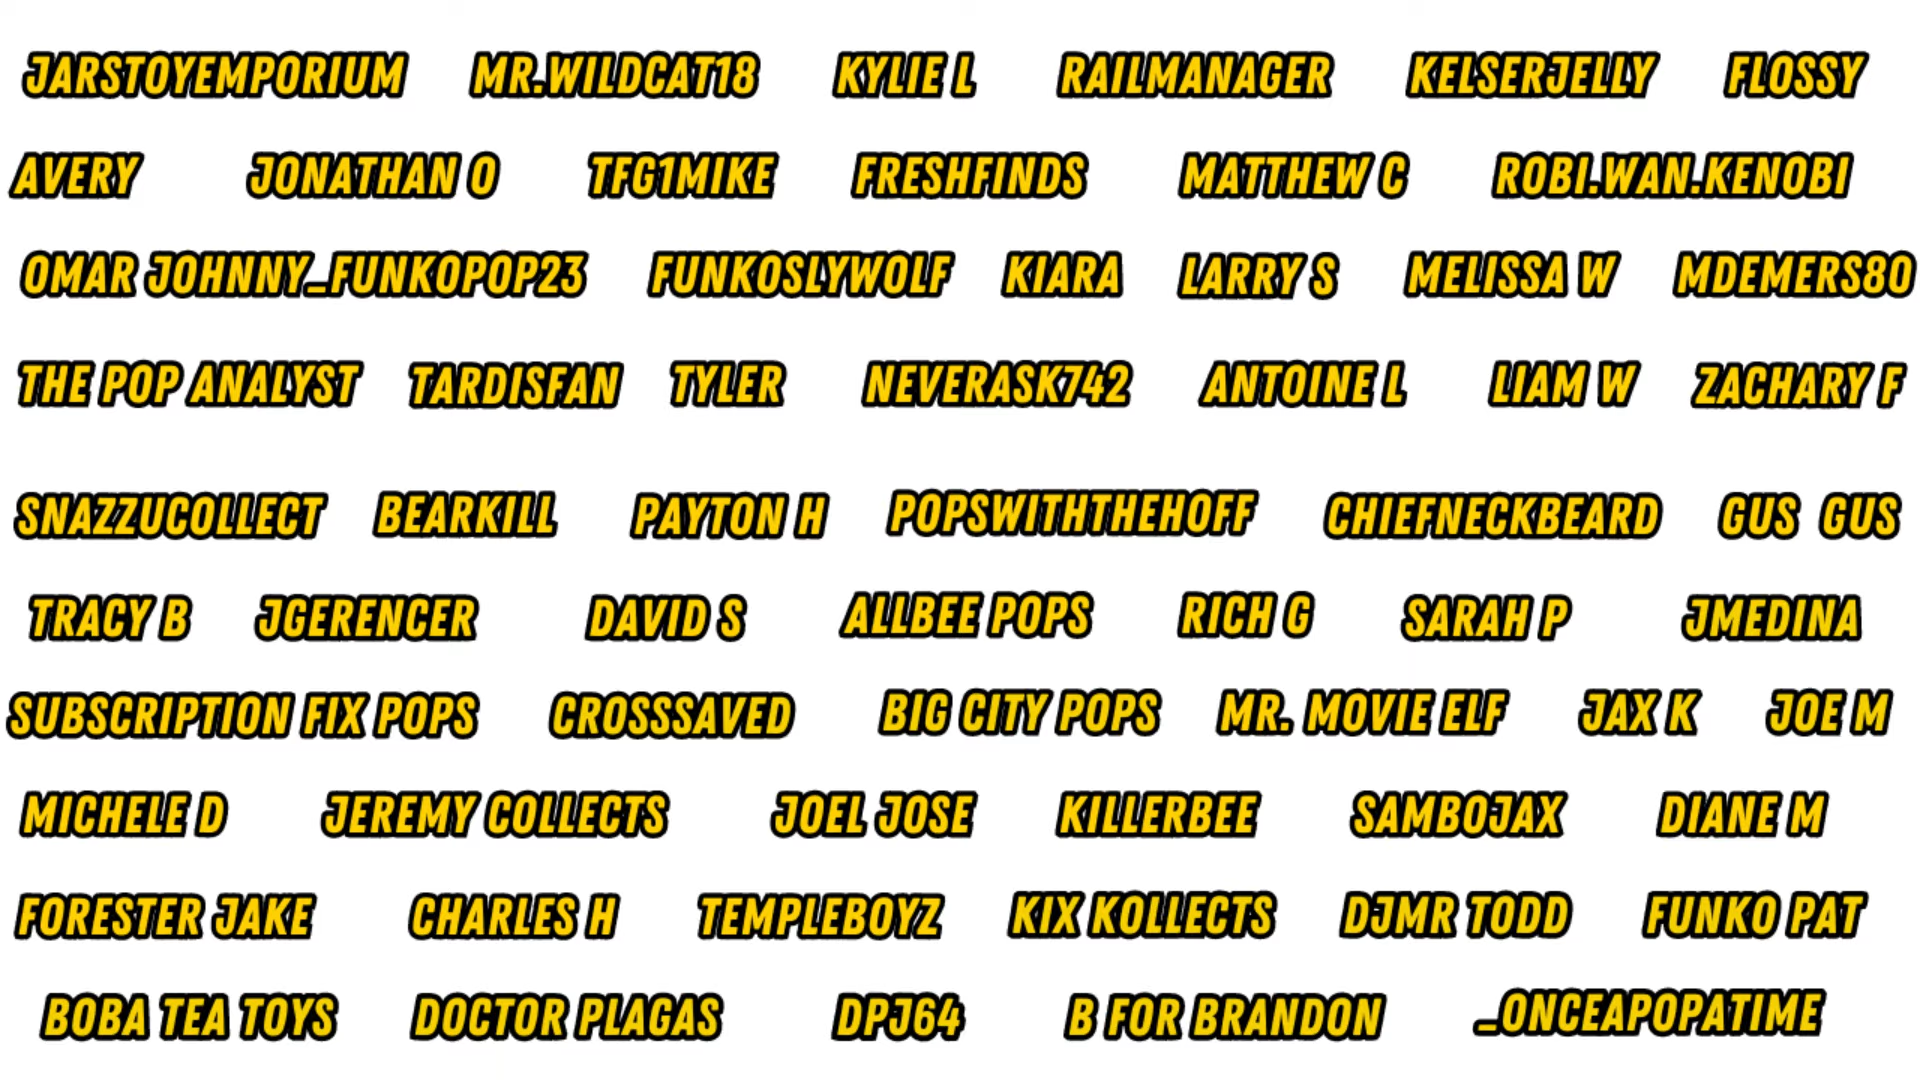 JARSTOYEMPORIUM MR.WILDCAT18 KYLIE L RAILMANAGER KELSERJELLY FLOSSY
AVERY JONATHAN O TFG1MIKE FRESHFINDS MATTHEW C ROBI.WAN.KENOBI
OMAR JOHNNY_FUNKOPOP23 FUNKOSLYWOLF KIARA LARRY S MELISSA W MDEMERS80
THE POP ANALYST TARDISFAN TYLER NEVERASK742 ANTOINE L LIAM W ZACHARY F
SNAZZUCOLLECT BEARKILL PAYTON H POPSWITHTHEHOFF CHIEFNECKBEARD GUS GUS
TRACY B JGERENCER DAVID S ALLBEE POPS RICH G SARAH P JMEDINA
SUBSCRIPTION FIX POPS CROSSSAVED BIG CITY POPS MR. MOVIE ELF JAX K JOE M
MICHELE D JEREMY COLLECTS JOEL JOSE KILLERBEE SAMBOJAX DIANE M
FORESTER JAKE CHARLES H TEMPLEBOYZ KIX KOLLECTS DJMR TODD FUNKO PAT
BOBA TEA TOYS DOCTOR PLAGAS DPJ64 B FOR BRANDON _ONCEAPOPATIME